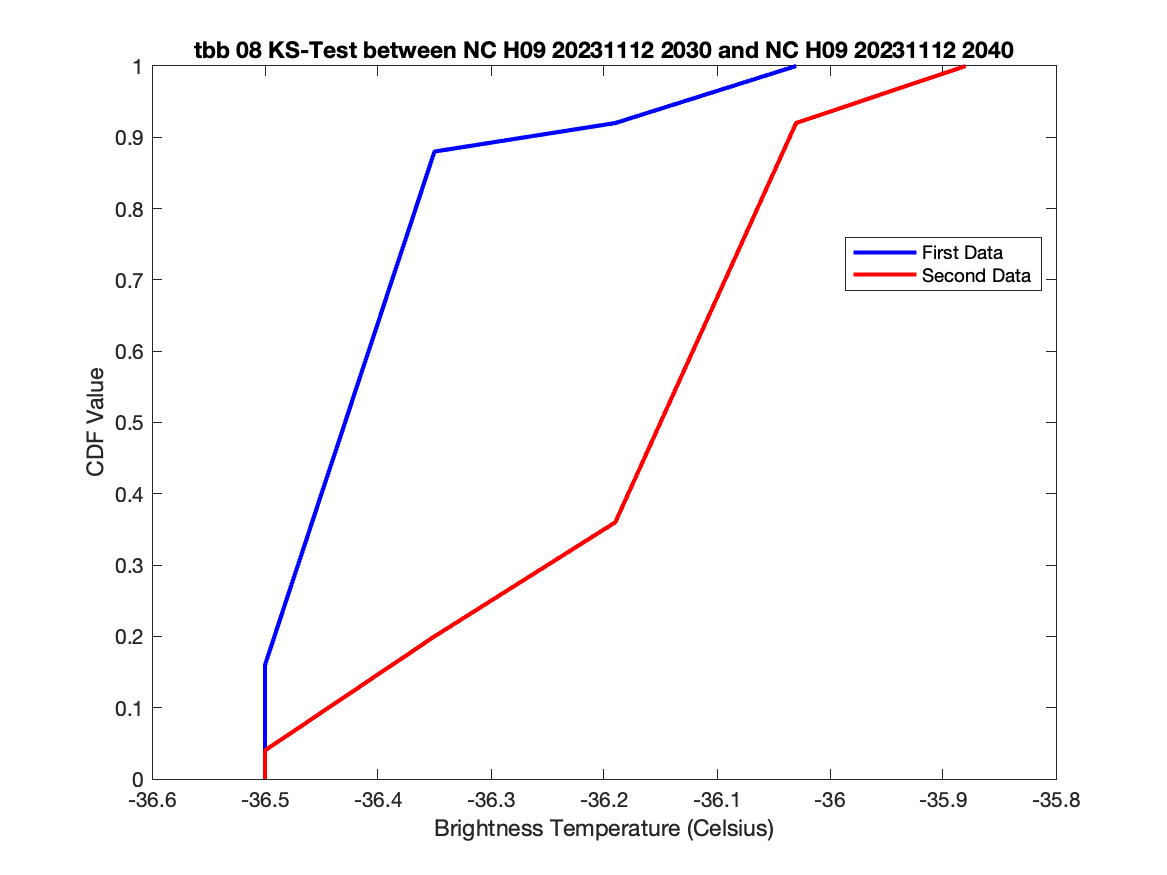 tbb 08 KS-Test between NC H09 20231112 2030 and NC H09 20231112 2040
1
0.9
0.8
0.7
0.6
0.5
0.4
0.3
0.2
0.1
0
CDF Value
First Data
Second Data
-36.6 -36.5 -36.4 -36.3 -36.2 -36.1 -36 -35.9 -35.8
Brightness Temperature (Celsius)